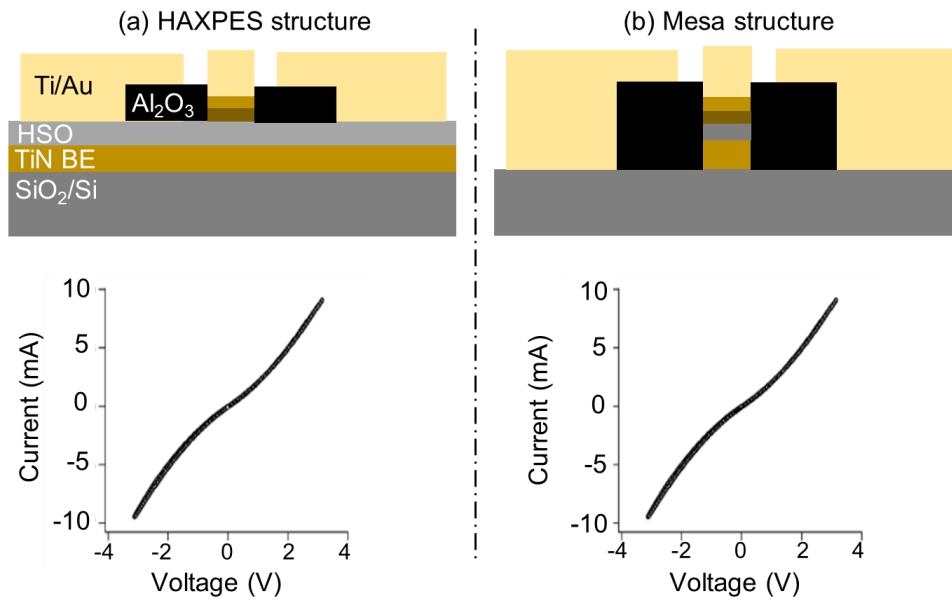 (a) HAXPES structure
Ti/Au
Al₂O₃
HSO
TiN BE
SiO₂/Si
10
5
0
-5
-10
-4 -2 0 2 4
Current (mA)
Voltage (V)
(b) Mesa structure
10
5
0
-5
-10
-4 -2 0 2 4
Current (mA)
Voltage (V)